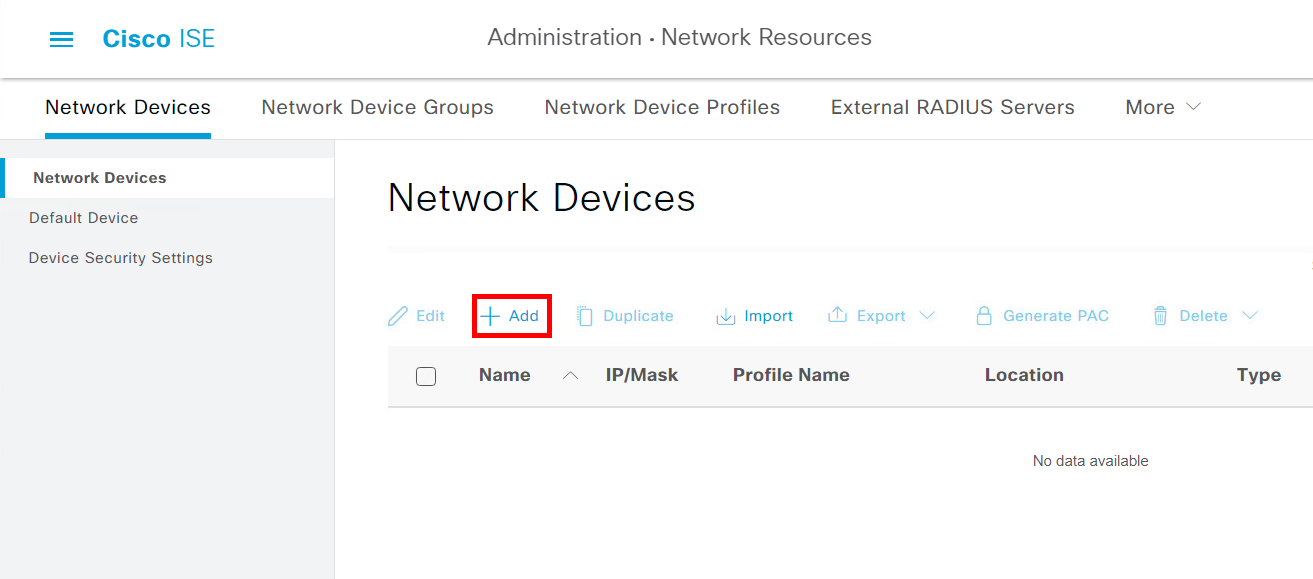 Cisco ISE
Administration · Network Resources
Network Devices Network Device Groups Network Device Profiles External RADIUS Servers More
Network Devices
Default Device
Device Security Settings
Network Devices
Edit Add Duplicate Import Export Generate PAC Delete
Name IP/Mask Profile Name Location Type
No data available